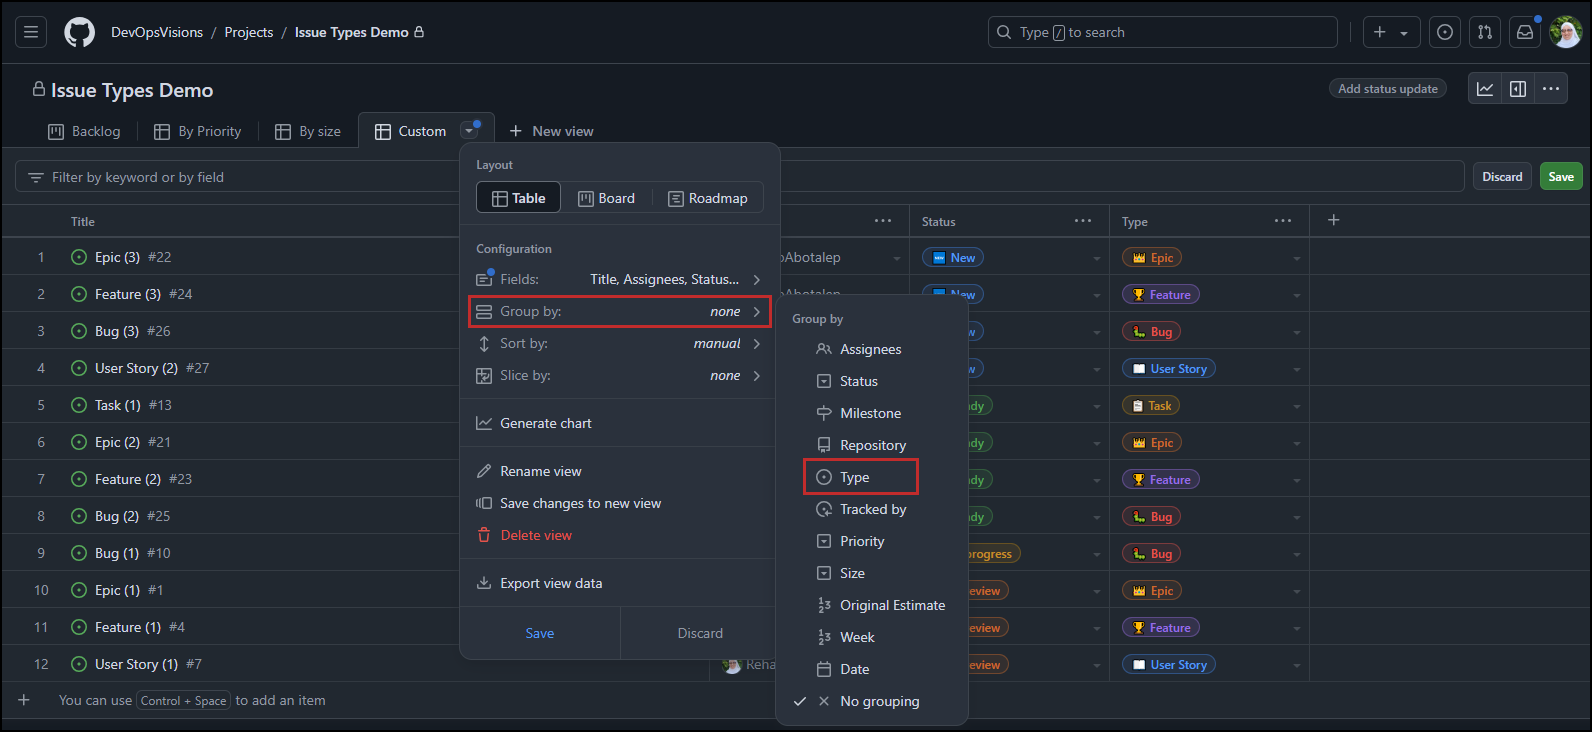 DevOpsVisions / Projects / Issue Types Demo
Type / to search
Issue Types Demo
Add status update
Backlog
By Priority
By size
Custom
New view
Filter by keyword or by field
Discard
Save
Title
Status
Type
1 Epic (3) #22
New
Epic
2 Feature (3) #24
New
Feature
3 Bug (3) #26
Bug
4 User Story (2) #27
User Story
5 Task (1) #13
Task
6 Epic (2) #21
Epic
7 Feature (2) #23
Feature
8 Bug (2) #25
Bug
9 Bug (1) #10
progress
Bug
10 Epic (1) #1
eview
Epic
11 Feature (1) #4
eview
Feature
12 User Story (1) #7
Reha
eview
User Story
You can use Control + Space to add an item
Layout
Table
Board
Roadmap
Configuration
Fields: Title, Assignees, Status...
Group by: none
Sort by: manual
Slice by: none
Generate chart
Rename view
Save changes to new view
Delete view
Export view data
Save
Discard
Group by
Assignees
Status
Milestone
Repository
Type
Tracked by
Priority
Size
Original Estimate
Week
Date
No grouping